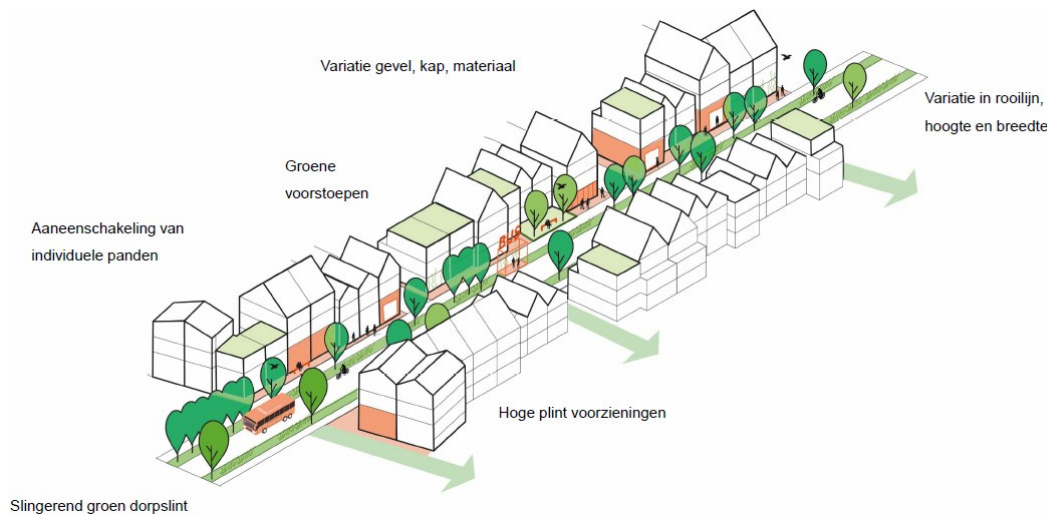 Variatie gevel, kap, materiaal
Variatie in rooilijn,
hoogte en breedte
Groene
voorstoepen
Aaneenschakeling van
individuele panden
BUS
Hoge plint voorzieningen
Slingerend groen dorpslint